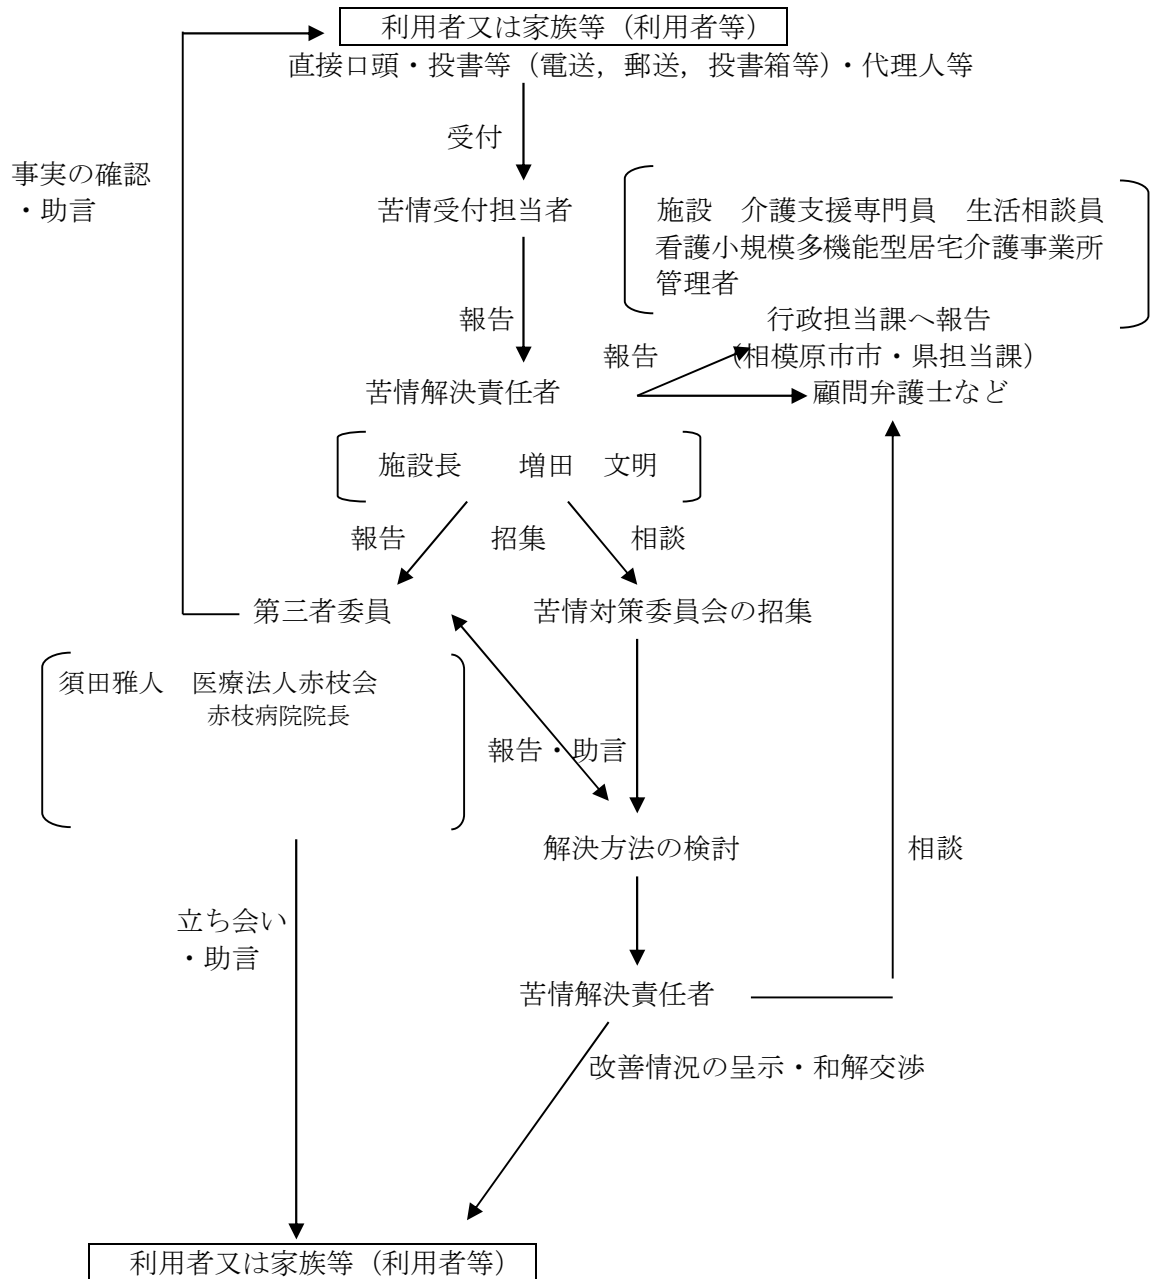 利用者又は家族等（利用者等）
直接口頭・投書等（電送，郵送，投書箱等）・代理人等
受付
事実の確認
・助言
苦情受付担当者
施設　介護支援専門員　生活相談員
看護小規模多機能型居宅介護事業所
管理者
報告
行政担当課へ報告
報告
（相模原市市・県担当課）
苦情解決責任者
顧問弁護士など
施設長　　増田　文明
報告　　　招集　　　相談
第三者委員
苦情対策委員会の招集
須田雅人　医療法人赤枝会
赤枝病院院長
報告・助言
解決方法の検討
相談
立ち会い
・助言
苦情解決責任者
改善情況の呈示・和解交渉
利用者又は家族等（利用者等）